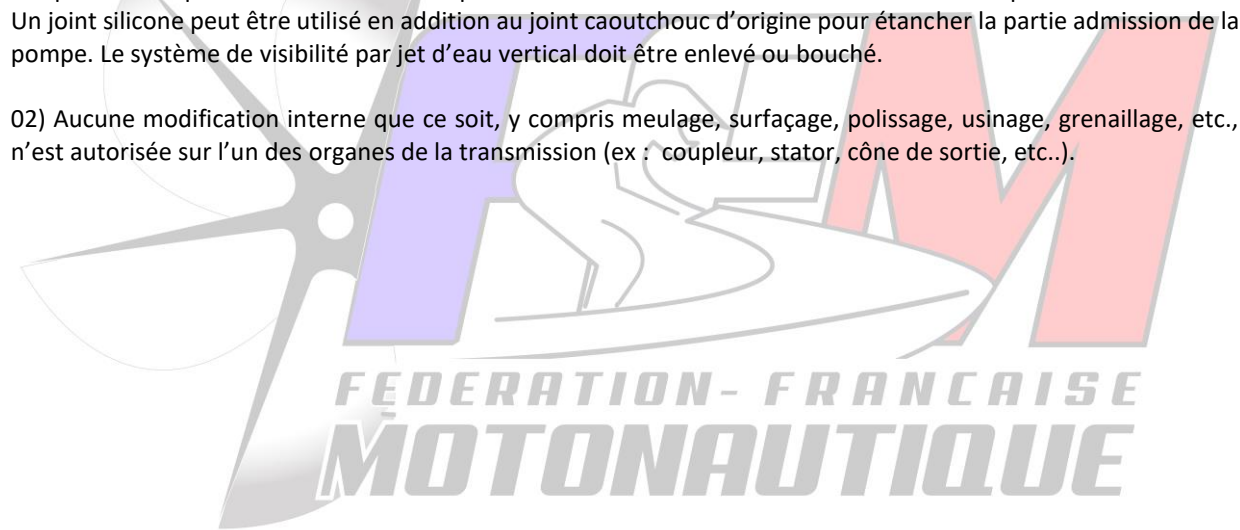 Un joint silicone peut être utilisé en addition au joint caoutchouc d’origine pour étancher la partie admission de la
pompe. Le système de visibilité par jet d’eau vertical doit être enlevé ou bouché.
02) Aucune modification interne que ce soit, y compris meulage, surfaçage, polissage, usinage, grenaillage, etc.,
n’est autorisée sur l’un des organes de la transmission (ex : coupleur, stator, cône de sortie, etc..).
FFM
FEDERATION-FRANCAISE
MOTONAUTIQUE